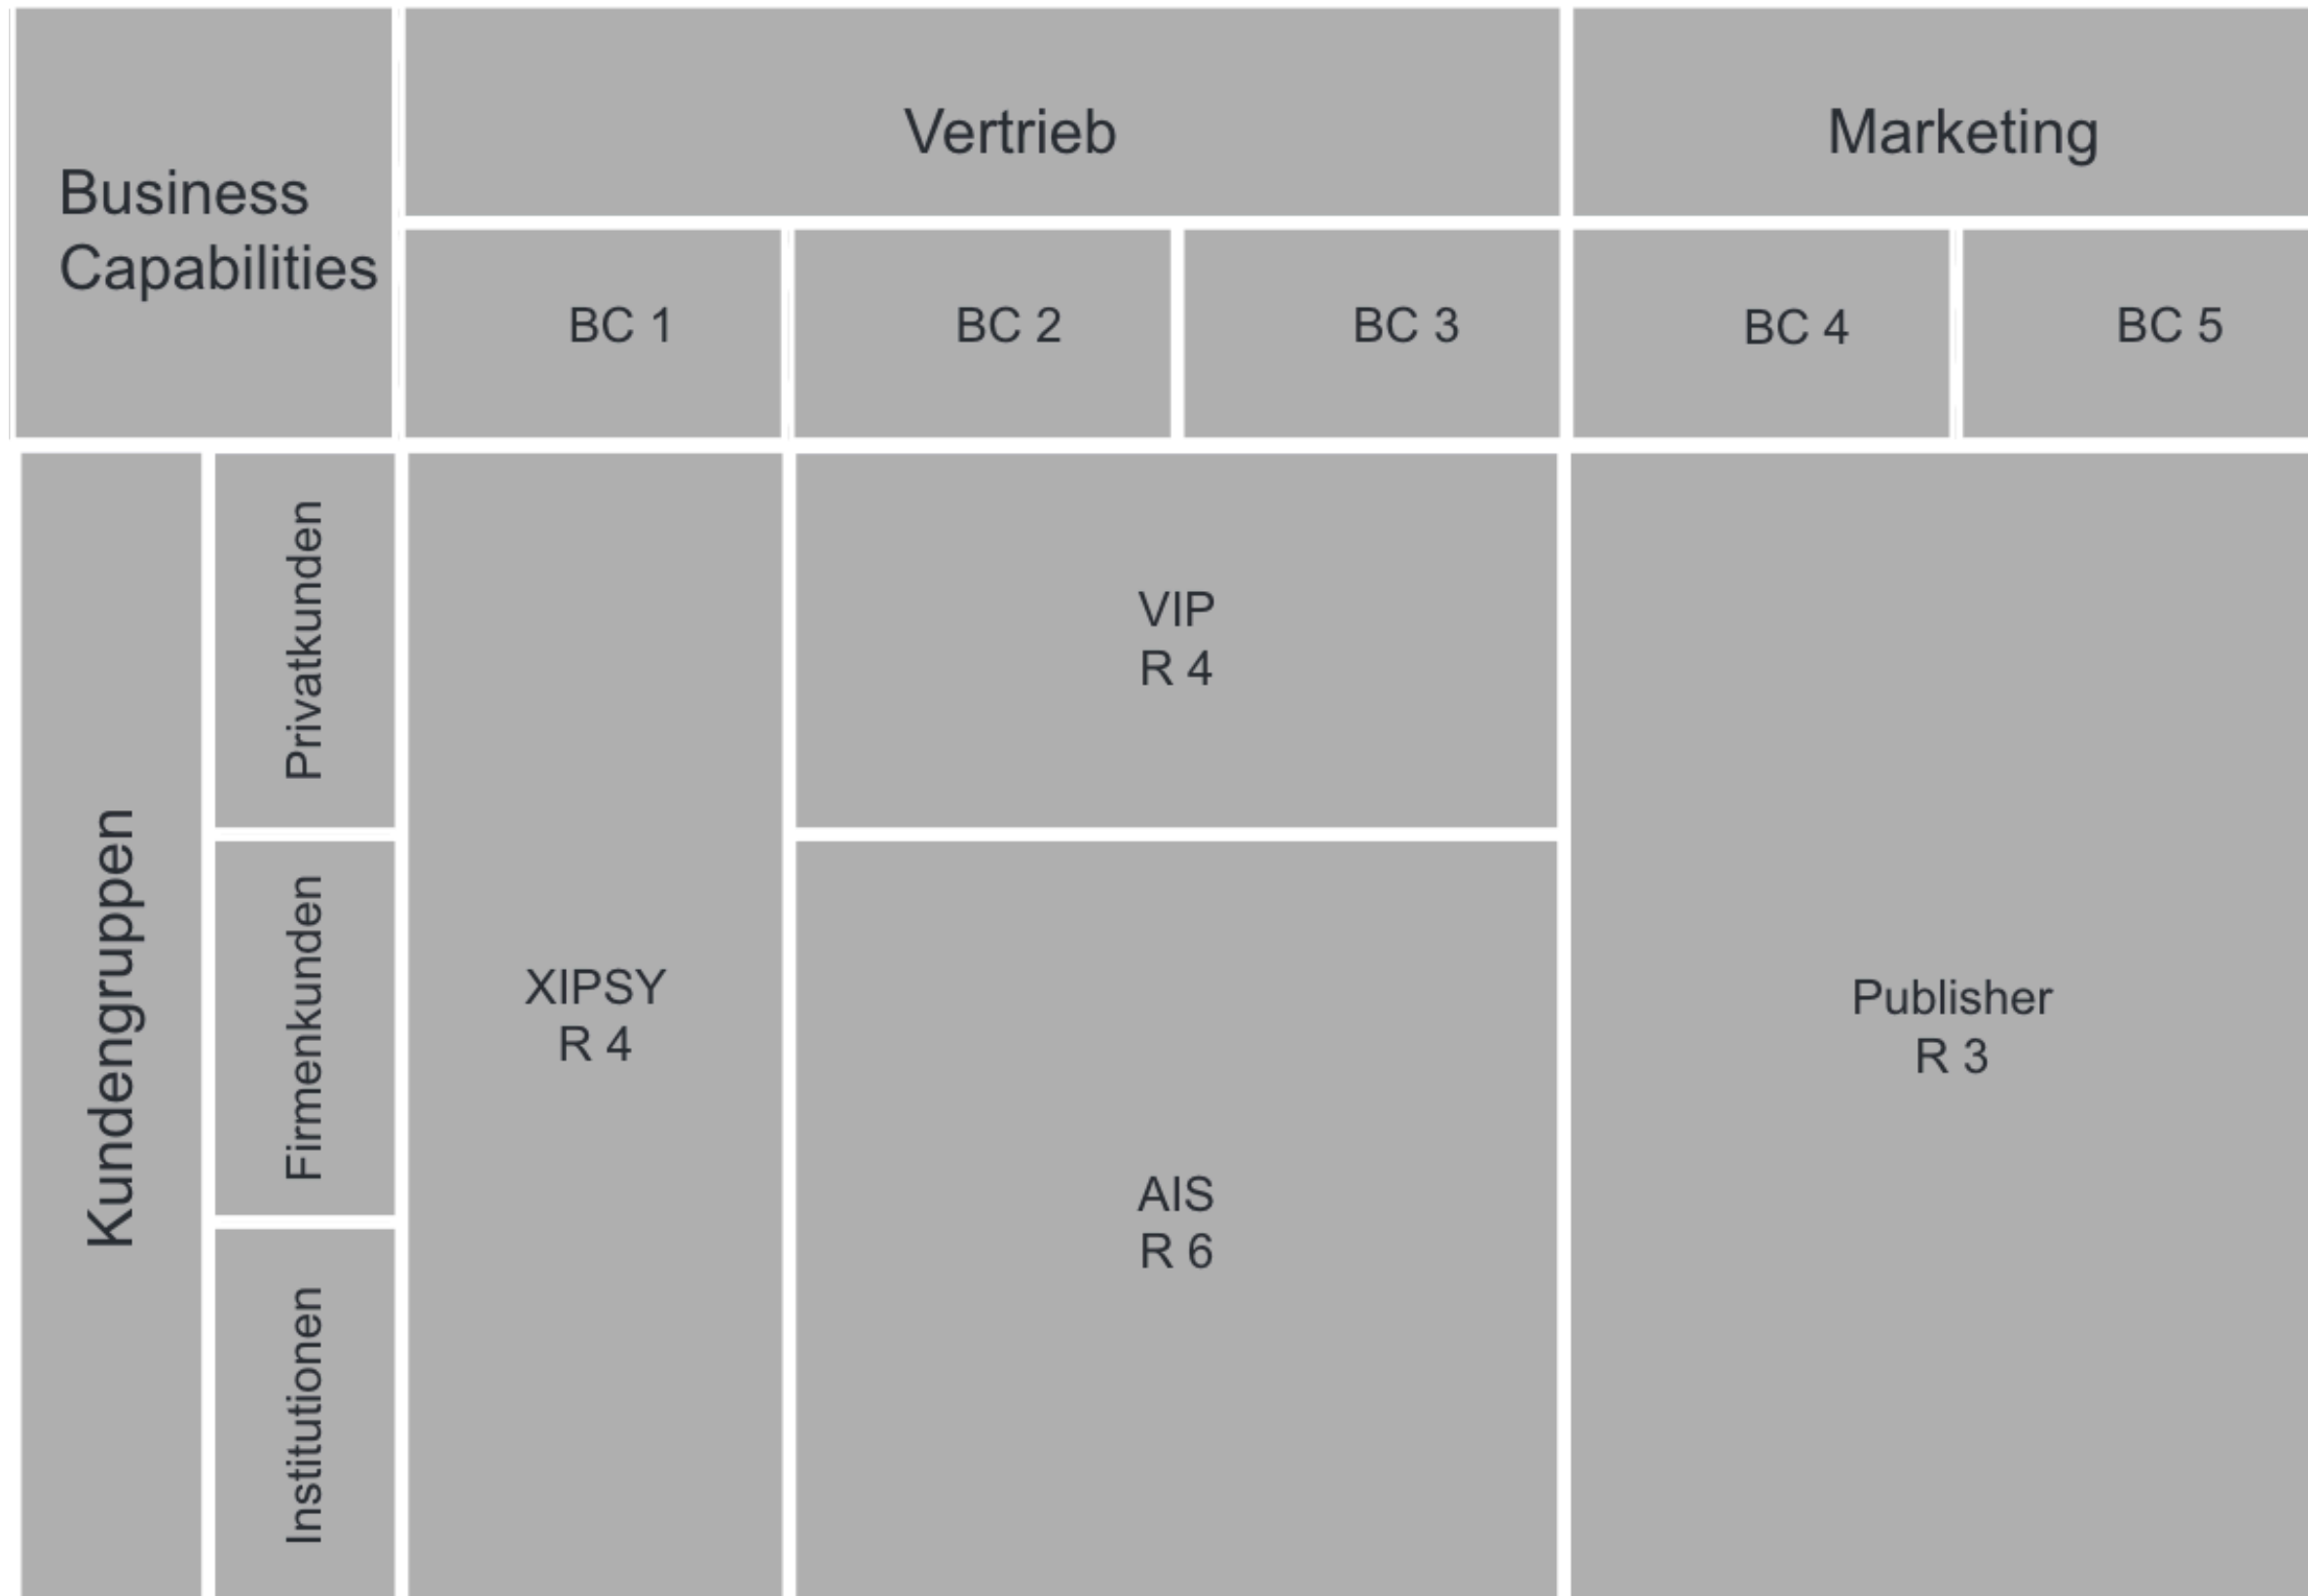 Business
Capabilities
Vertrieb
Marketing
BC 1
BC 2
BC 3
BC 4
BC 5
Kundengruppen
Privatkunden
Firmenkunden
Institutionen
XIPSY
R 4
VIP
R 4
AIS
R 6
Publisher
R 3